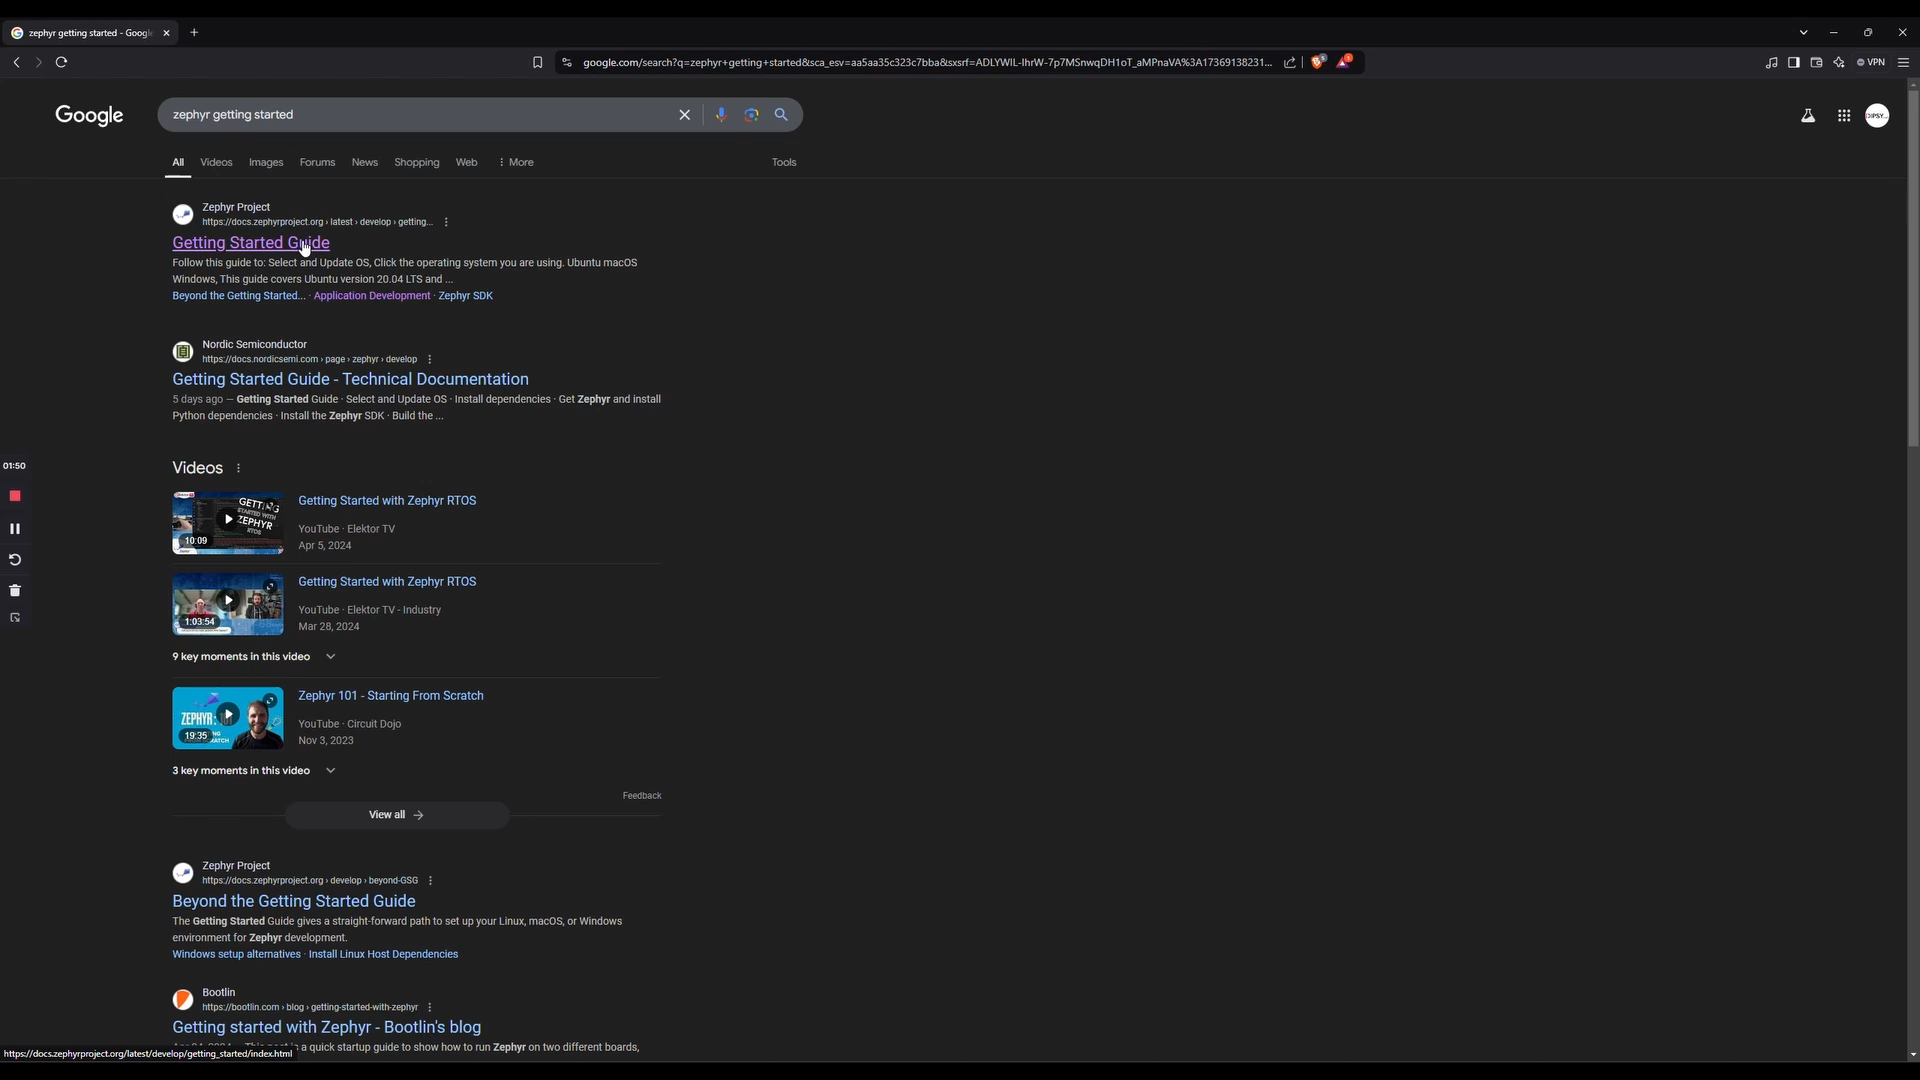 zephyr getting started - Googl
google.com/search?q=zephyr+getting+started&sca_esv=aa5aa35c323c7bba&sxsrf=ADLYWIL-IhrW-7p7MSnwqDH1oT_aMPnaVA%3A17369138231...
VPN
Google
zephyr getting started
DIPSY...
All Videos Images Forums News Shopping Web More Tools
Zephyr Project
https://docs.zephyrproject.org › latest › develop › getting...
Getting Started Guide
Follow this guide to: Select and Update OS, Click the operating system you are using. Ubuntu macOS
Windows, This guide covers Ubuntu version 20.04 LTS and ...
Beyond the Getting Started... · Application Development · Zephyr SDK
Nordic Semiconductor
https://docs.nordicsemi.com › page › zephyr › develop
Getting Started Guide - Technical Documentation
5 days ago — Getting Started Guide · Select and Update OS · Install dependencies · Get Zephyr and install
Python dependencies · Install the Zephyr SDK · Build the ...
01:50
Videos
GETTING
STARTED WITH
ZEPHYR
RTOS
10:09
Getting Started with Zephyr RTOS
YouTube · Elektor TV
Apr 5, 2024
1:03:54
Getting Started with Zephyr RTOS
YouTube · Elektor TV - Industry
Mar 28, 2024
9 key moments in this video
ZEPHYR:
19:35
Zephyr 101 - Starting From Scratch
YouTube · Circuit Dojo
Nov 3, 2023
3 key moments in this video
Feedback
View all
Zephyr Project
https://docs.zephyrproject.org › develop › beyond-GSG
Beyond the Getting Started Guide
The Getting Started Guide gives a straight-forward path to set up your Linux, macOS, or Windows
environment for Zephyr development.
Windows setup alternatives · Install Linux Host Dependencies
Bootlin
https://bootlin.com › blog › getting-started-with-zephyr
Getting started with Zephyr - Bootlin's blog
a quick startup guide to show how to run Zephyr on two different boards,
https://docs.zephyrproject.org/latest/develop/getting_started/index.html